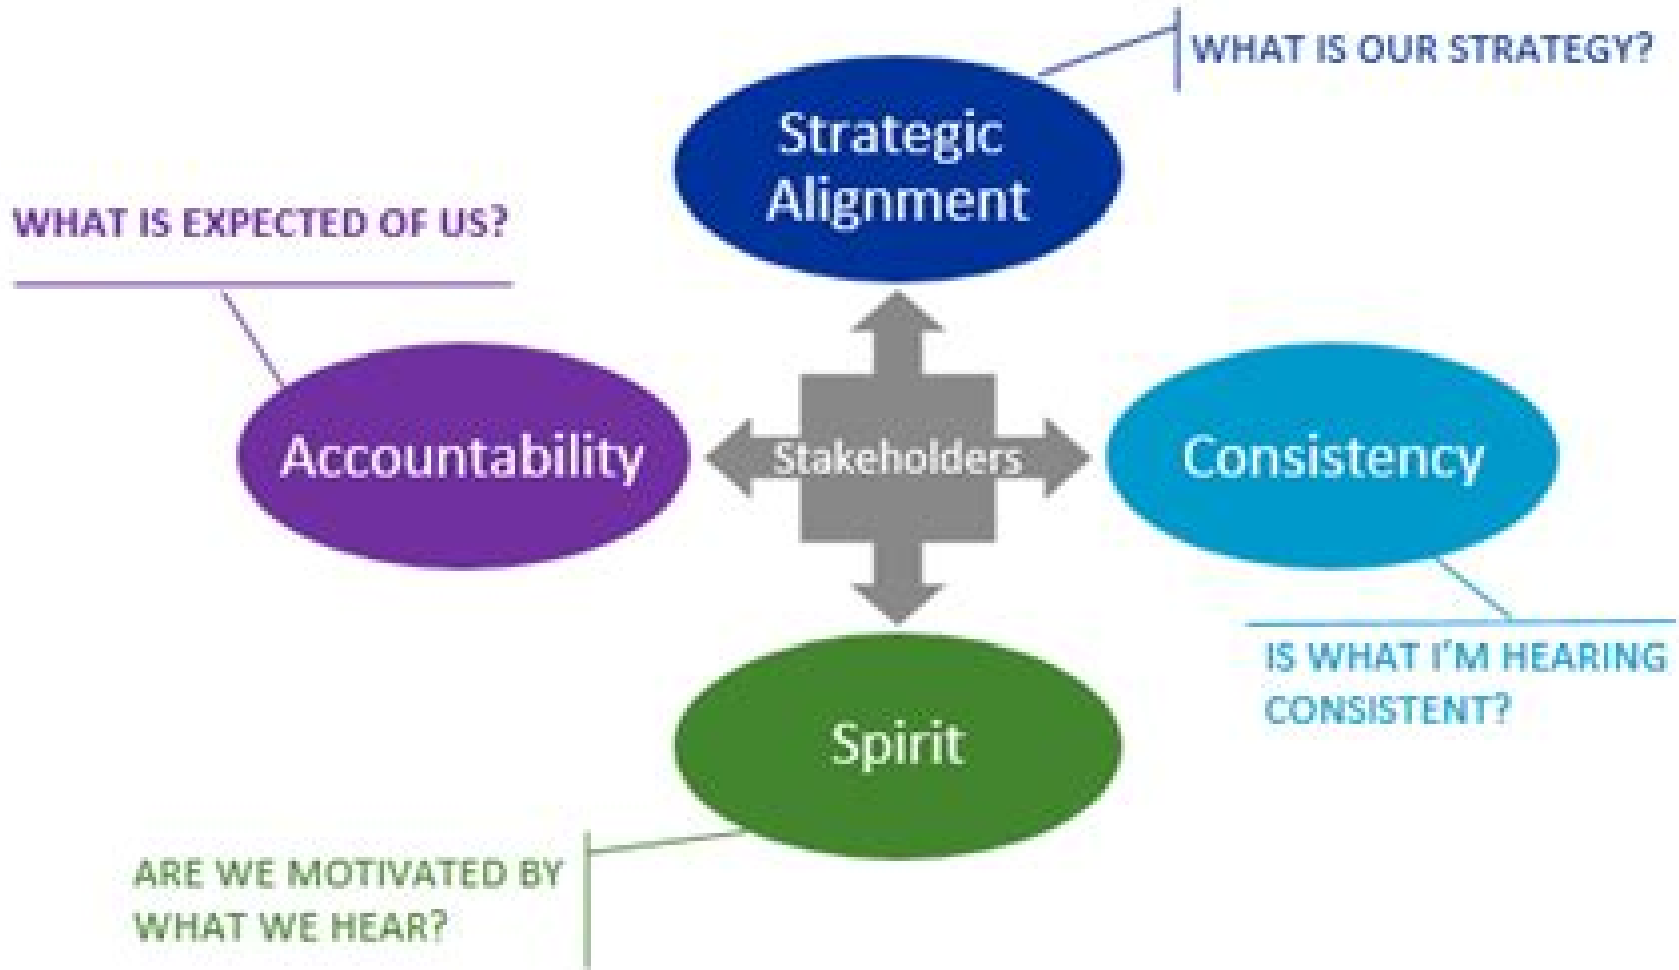 WHAT IS OUR STRATEGY?
Strategic
Alignment
WHAT IS EXPECTED OF US?
Accountability
Stakeholders
Consistency
IS WHAT I'M HEARING
CONSISTENT?
Spirit
ARE WE MOTIVATED BY
WHAT WE HEAR?